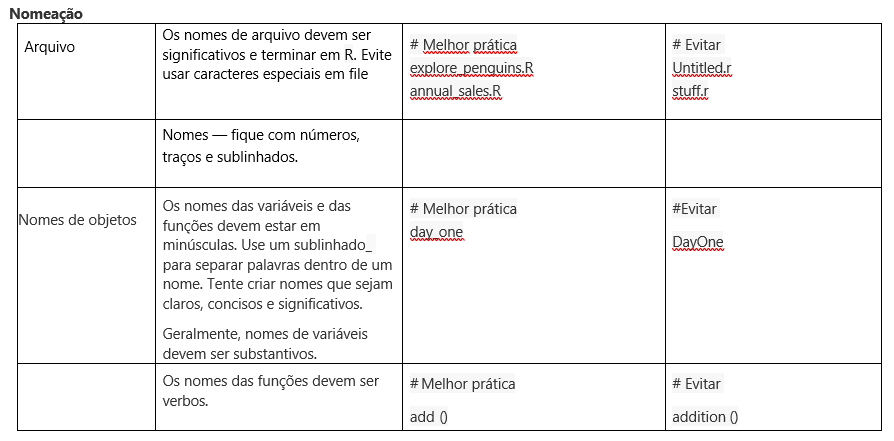 Nomeação
Arquivo
Os nomes de arquivo devem ser
significativos e terminar em R. Evite
usar caracteres especiais em file
# Melhor prática
explore_penguins.R
annual_sales.R
# Evitar
Untitled.r
stuff.r
Nomes — fique com números,
traços e sublinhados.
Nomes de objetos
Os nomes das variáveis e das
funções devem estar em
minúsculas. Use um sublinhado_
para separar palavras dentro de um
nome. Tente criar nomes que sejam
claros, concisos e significativos.
Geralmente, nomes de variáveis
devem ser substantivos.
# Melhor prática
day_one
#Evitar
DayOne
Os nomes das funções devem ser
verbos.
# Melhor prática
add ()
# Evitar
addition ()